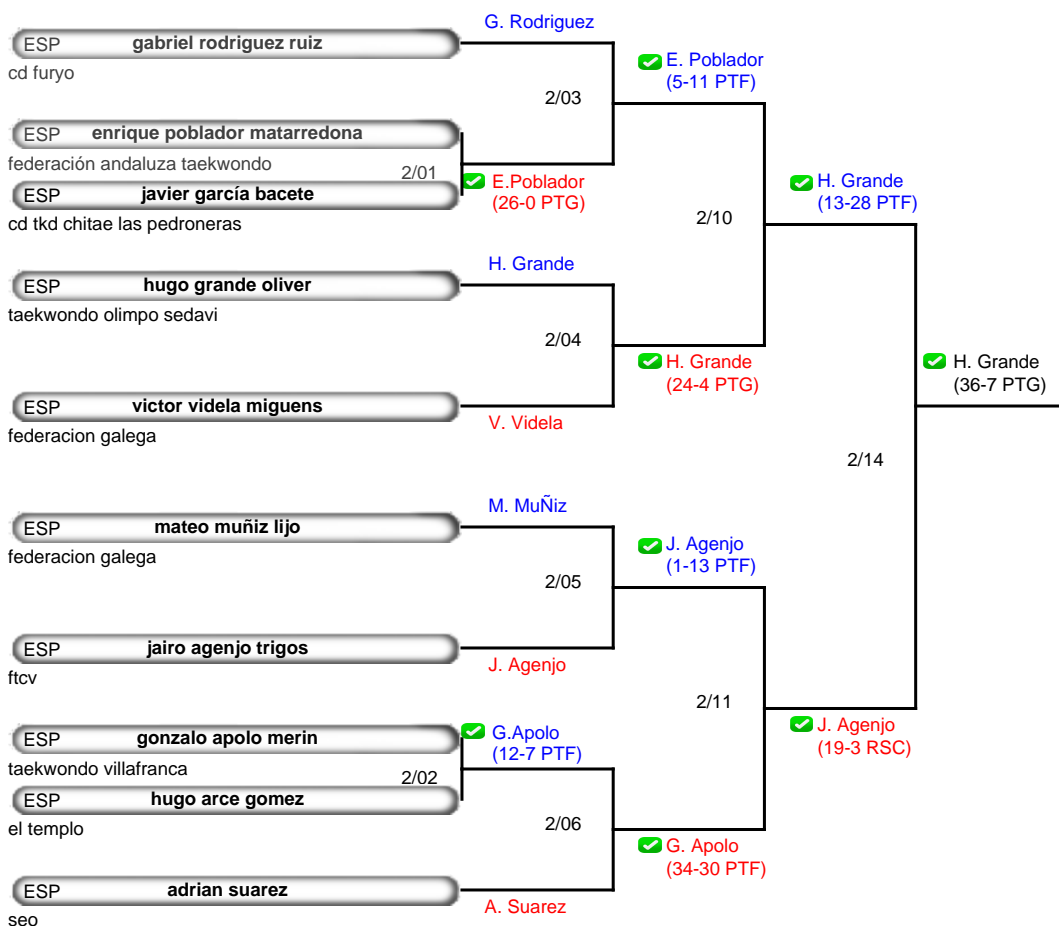 G. Rodriguez
ESP gabriel rodriguez ruiz
cd furyo
E. Poblador
(5-11 PTF)
2/03
ESP enrique poblador matarredona
federación andaluza taekwondo
2/01
E.Poblador
(26-0 PTG)
ESP javier garcía bacete
cd tkd chitae las pedroneras
H. Grande
(13-28 PTF)
2/10
H. Grande
ESP hugo grande oliver
taekwondo olimpo sedavi
2/04
H. Grande
(24-4 PTG)
H. Grande
(36-7 PTG)
ESP victor videla miguens
federacion galega
V. Videla
2/14
M. MuÑiz
ESP mateo muñiz lijo
federacion galega
J. Agenjo
(1-13 PTF)
2/05
ESP jairo agenjo trigos
ftcv
J. Agenjo
2/11
J. Agenjo
(19-3 RSC)
ESP gonzalo apolo merin
taekwondo villafranca
G.Apolo
(12-7 PTF)
2/02
ESP hugo arce gomez
el templo
2/06
G. Apolo
(34-30 PTF)
ESP adrian suarez
seo
A. Suarez